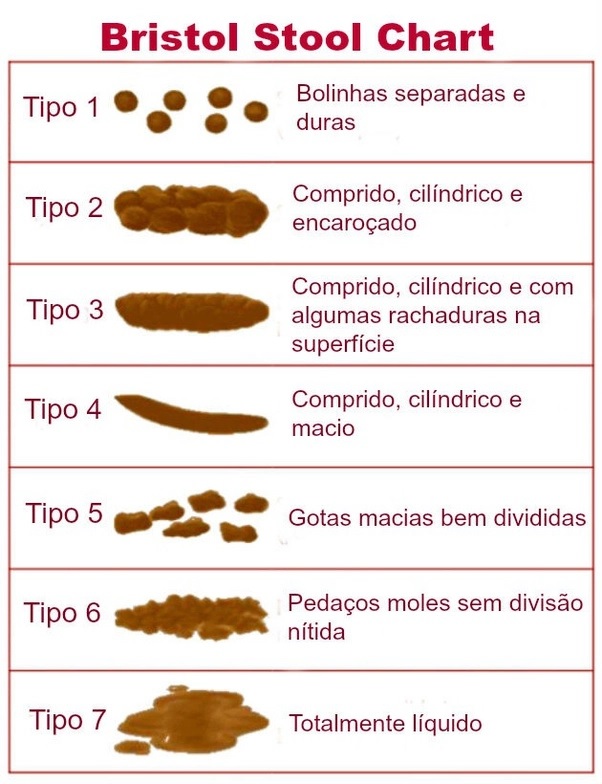 Bristol Stool Chart
Tipo 1
Bolinhas separadas e
duras
Tipo 2
Comprido, cilíndrico e
encaroçado
Tipo 3
Comprido, cilíndrico e com
algumas rachaduras na
superfície
Tipo 4
Comprido, cilíndrico e
macio
Tipo 5
Gotas macias bem divididas
Tipo 6
Pedaços moles sem divisão
nítida
Tipo 7
Totalmente líquido